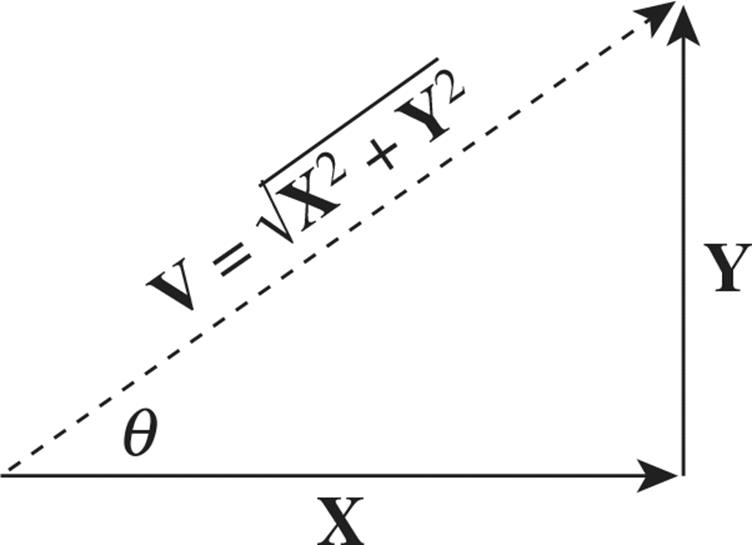 V = √X² + Y²
Y
θ
X